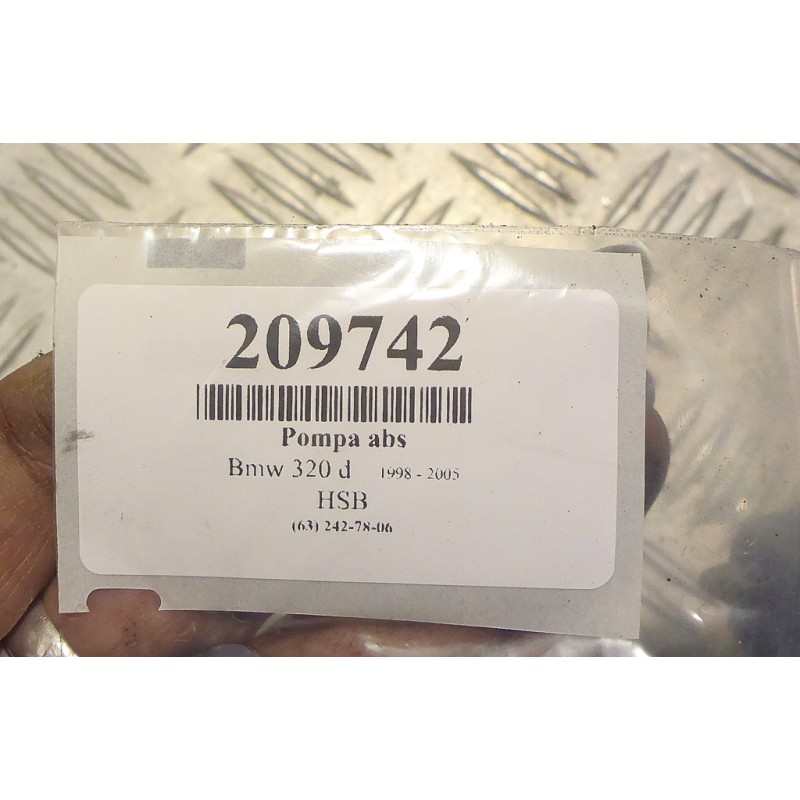 209742
Pompa abs
Bmw 320 d 1998 - 2005
HSB
(63) 242-78-06